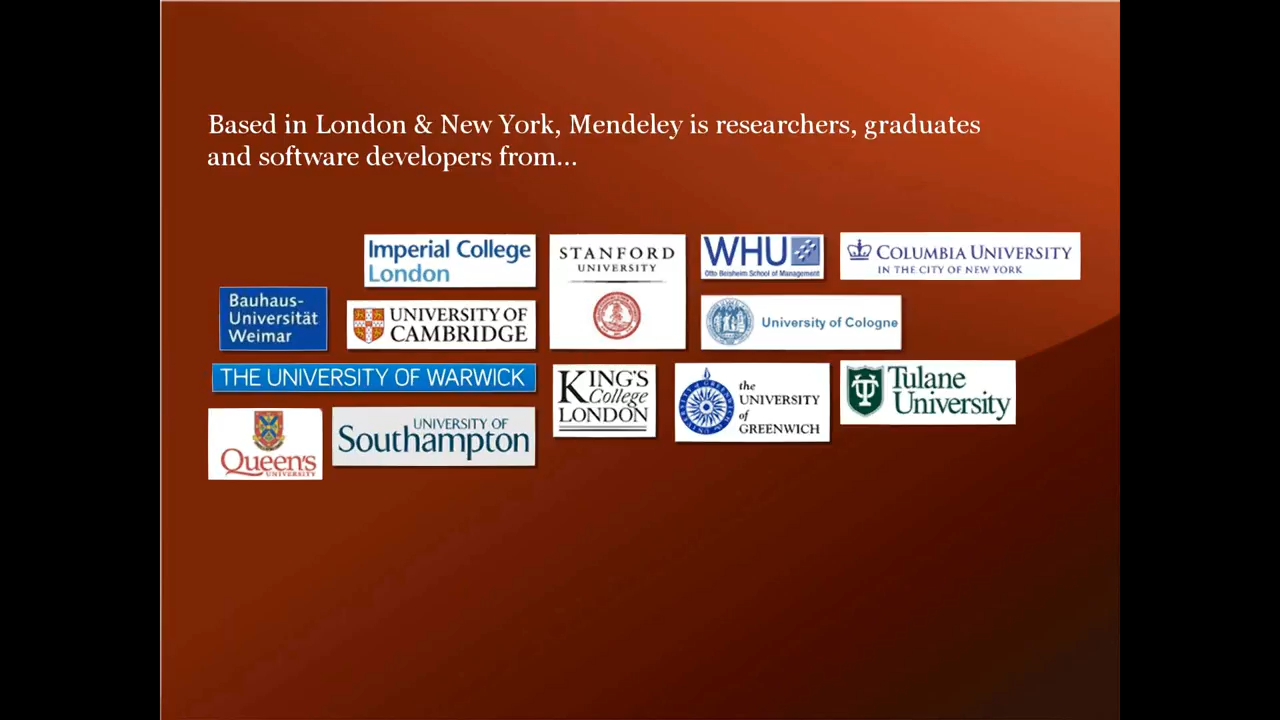 Based in London & New York, Mendeley is researchers, graduates
and software developers from...
Imperial College
London
STANFORD
UNIVERSITY
WHU
Otto Beisheim School of Management
COLUMBIA UNIVERSITY
IN THE CITY OF NEW YORK
Bauhaus-
Universität
Weimar
UNIVERSITY OF
CAMBRIDGE
University of Cologne
THE UNIVERSITY OF WARWICK
KING'S
College
LONDON
the
UNIVERSITY
of
GREENWICH
Tulane
University
Queen's
UNIVERSITY
UNIVERSITY OF
Southampton